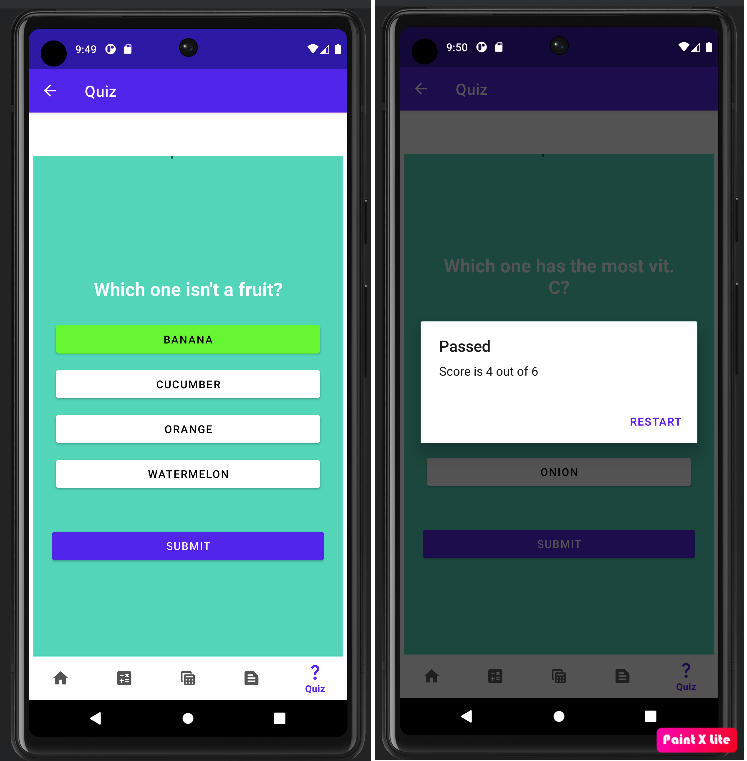 9:49
Quiz
Which one isn't a fruit?
BANANA
CUCUMBER
ORANGE
WATERMELON
SUBMIT
?
Quiz
9:50
Quiz
Which one has the most vit.
C?
Passed
Score is 4 out of 6
RESTART
ONION
SUBMIT
?
Quiz
Paint X Lite